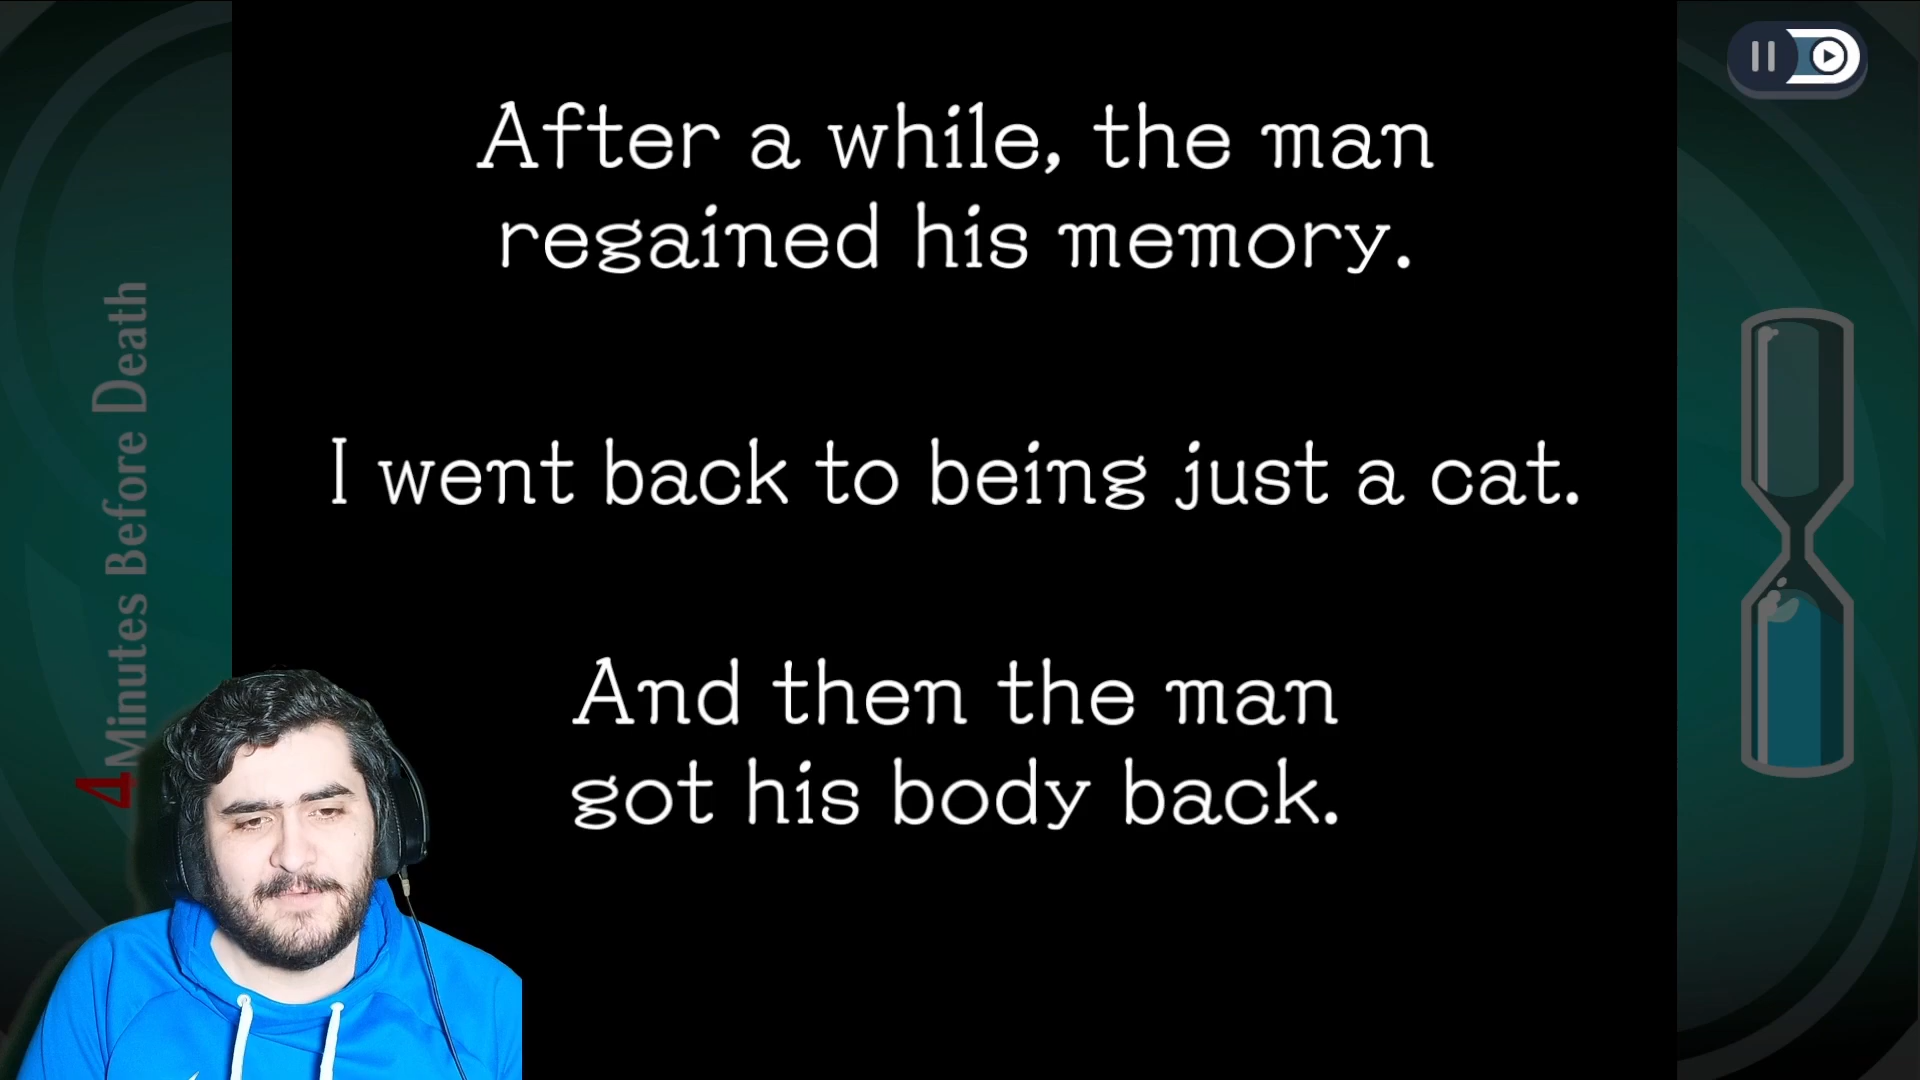 After a while, the man
regained his memory.
I went back to being just a cat.
And then the man
got his body back.
4 Minutes Before Death